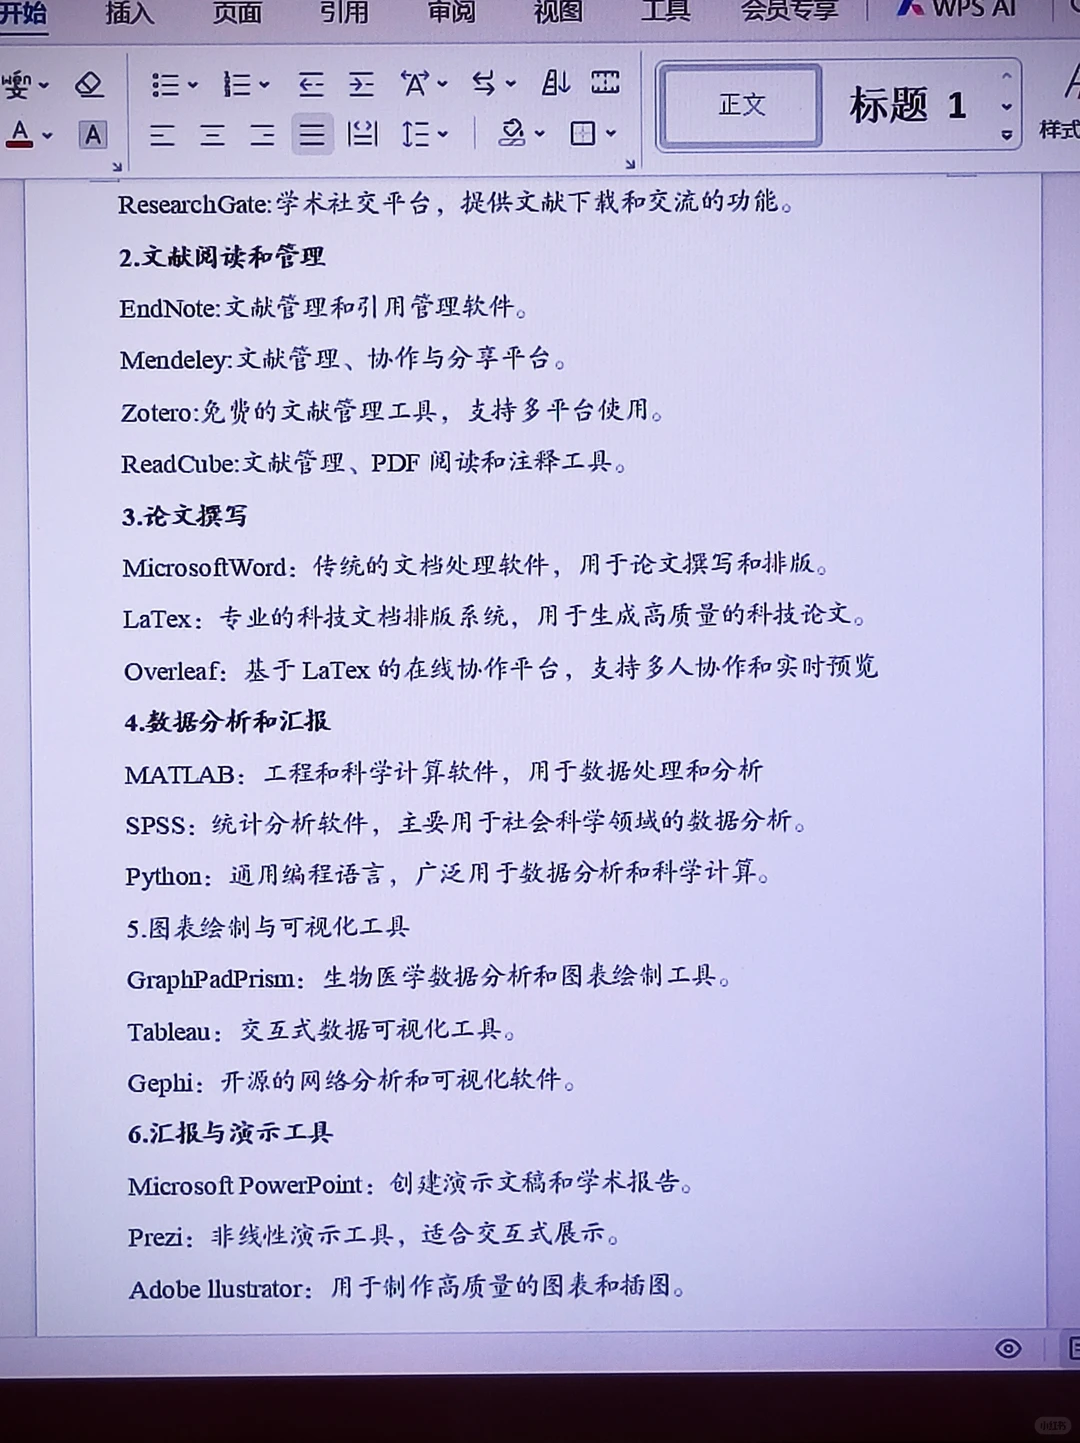 开始 插入 页面 引用 审阅 视图 工具 会员专享 WPS AI
wén
A A
正文 标题 1 样式
ResearchGate:学术社交平台，提供文献下载和交流的功能。
2.文献阅读和管理
EndNote:文献管理和引用管理软件。
Mendeley:文献管理、协作与分享平台。
Zotero:免费的文献管理工具，支持多平台使用。
ReadCube:文献管理、PDF 阅读和注释工具。
3.论文撰写
MicrosoftWord：传统的文档处理软件，用于论文撰写和排版。
LaTex：专业的科技文档排版系统，用于生成高质量的科技论文。
Overleaf：基于 LaTex 的在线协作平台，支持多人协作和实时预览
4.数据分析和汇报
MATLAB：工程和科学计算软件，用于数据处理和分析
SPSS：统计分析软件，主要用于社会科学领域的数据分析。
Python：通用编程语言，广泛用于数据分析和科学计算。
5.图表绘制与可视化工具
GraphPadPrism：生物医学数据分析和图表绘制工具。
Tableau：交互式数据可视化工具。
Gephi：开源的网络分析和可视化软件。
6.汇报与演示工具
Microsoft PowerPoint：创建演示文稿和学术报告。
Prezi：非线性演示工具，适合交互式展示。
Adobe llustrator：用于制作高质量的图表和插图。
小红书